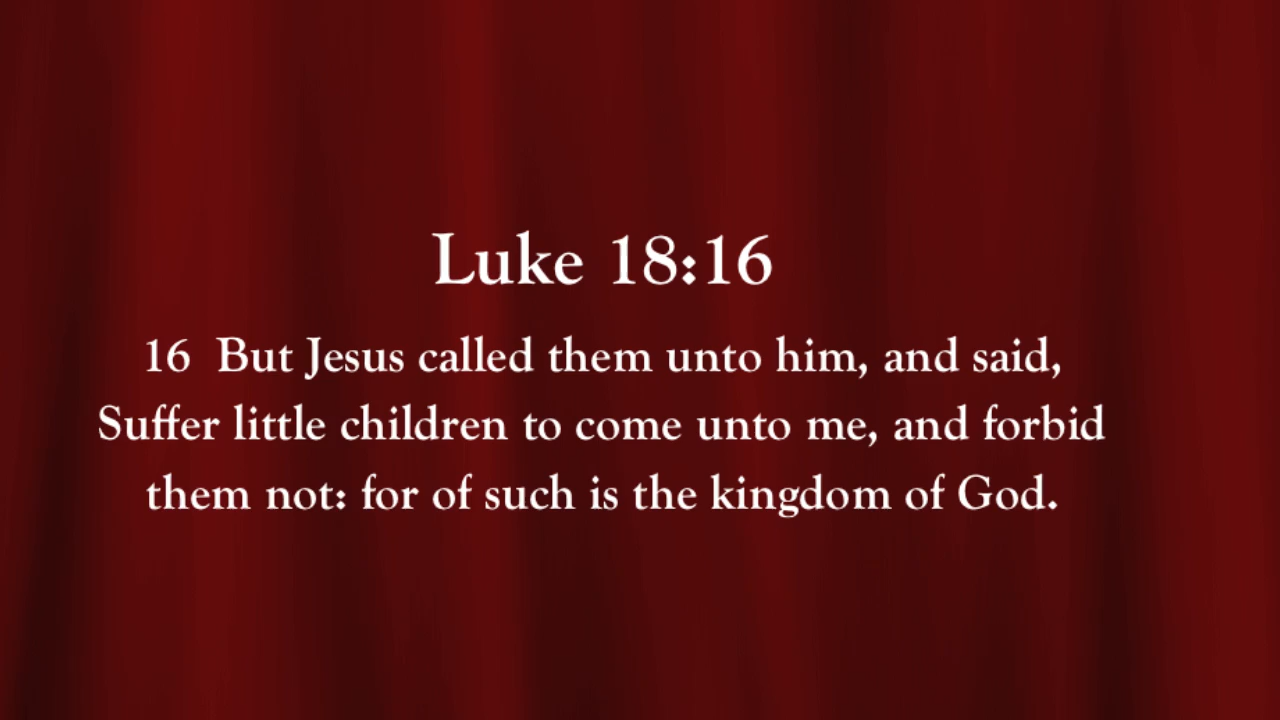 Luke 18:16
16 But Jesus called them unto him, and said,
Suffer little children to come unto me, and forbid
them not: for of such is the kingdom of God.